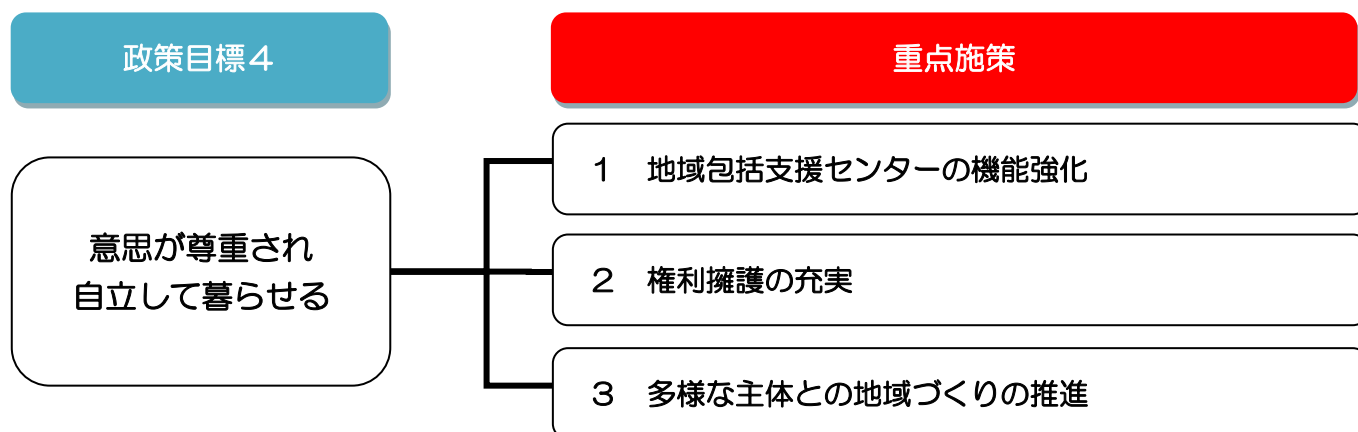 政策目標４
重点施策
意思が尊重され
自立して暮らせる
１　地域包括支援センターの機能強化
２　権利擁護の充実
３　多様な主体との地域づくりの推進